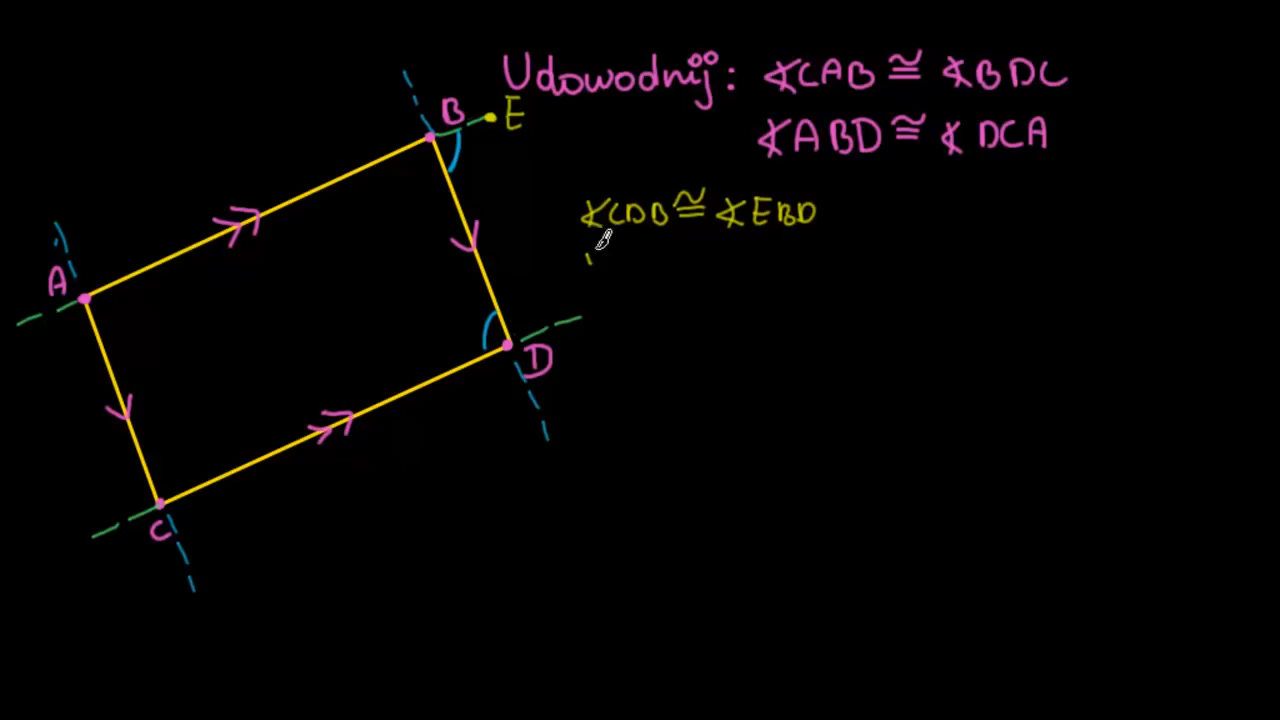 Udowodnij: ∢CAB ≅ ∢BDC
∢ABD ≅ ∢DCA
B
E
∢CDB ≅ ∢EBD
A
D
C